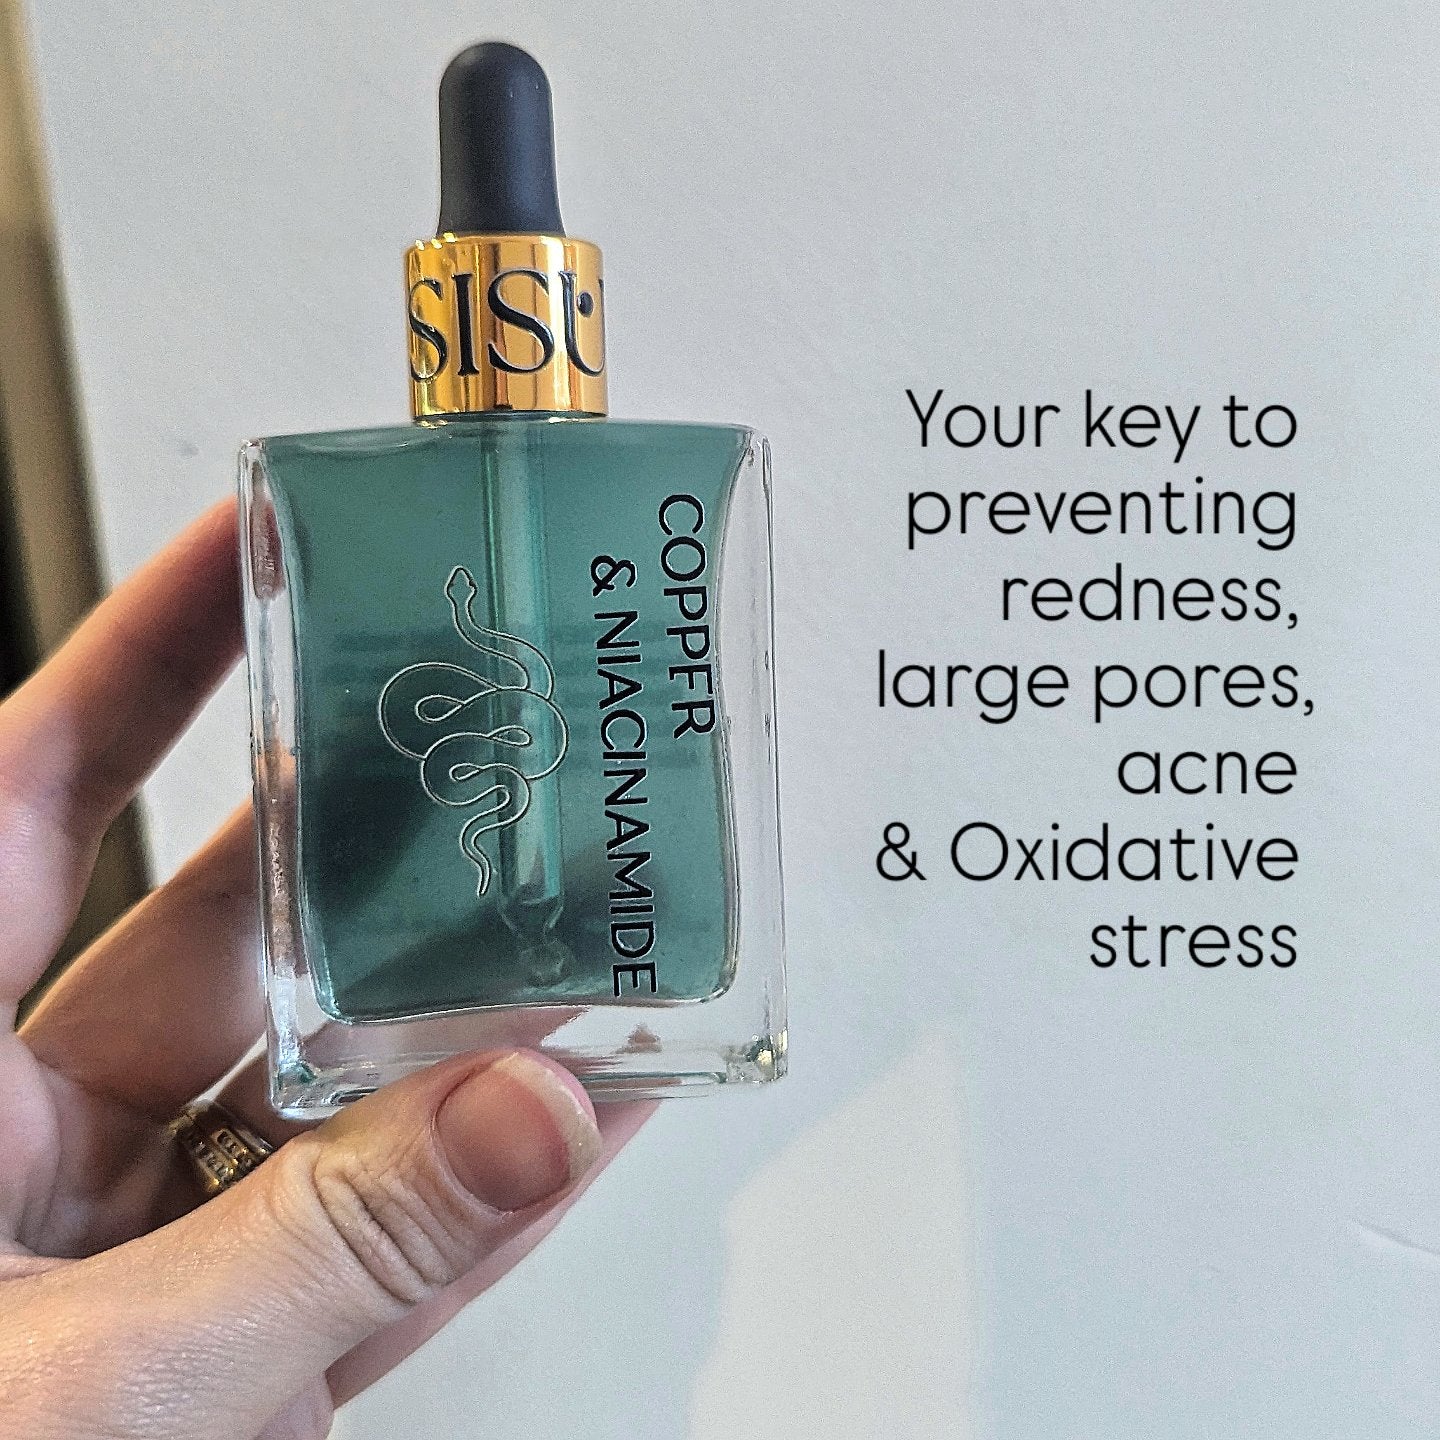 SISU
COPPER
& NIACINAMIDE
Your key to
preventing
redness,
large pores,
acne
& Oxidative
stress